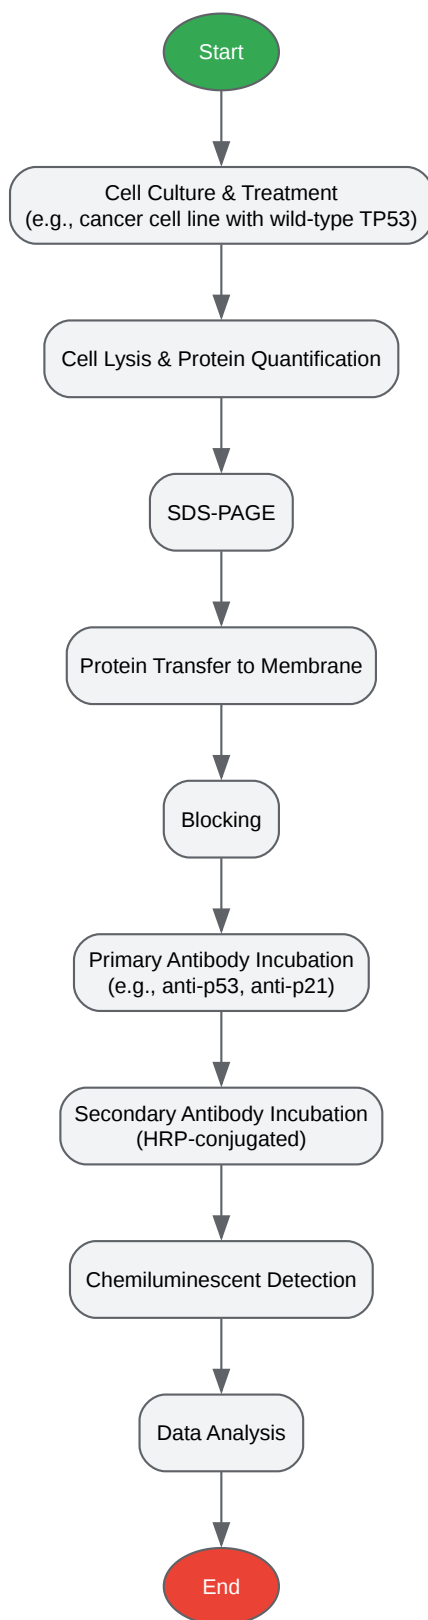 Start
Cell Culture & Treatment
(e.g., cancer cell line with wild-type TP53)
Cell Lysis & Protein Quantification
SDS-PAGE
Protein Transfer to Membrane
Blocking
Primary Antibody Incubation
(e.g., anti-p53, anti-p21)
Secondary Antibody Incubation
(HRP-conjugated)
Chemiluminescent Detection
Data Analysis
End